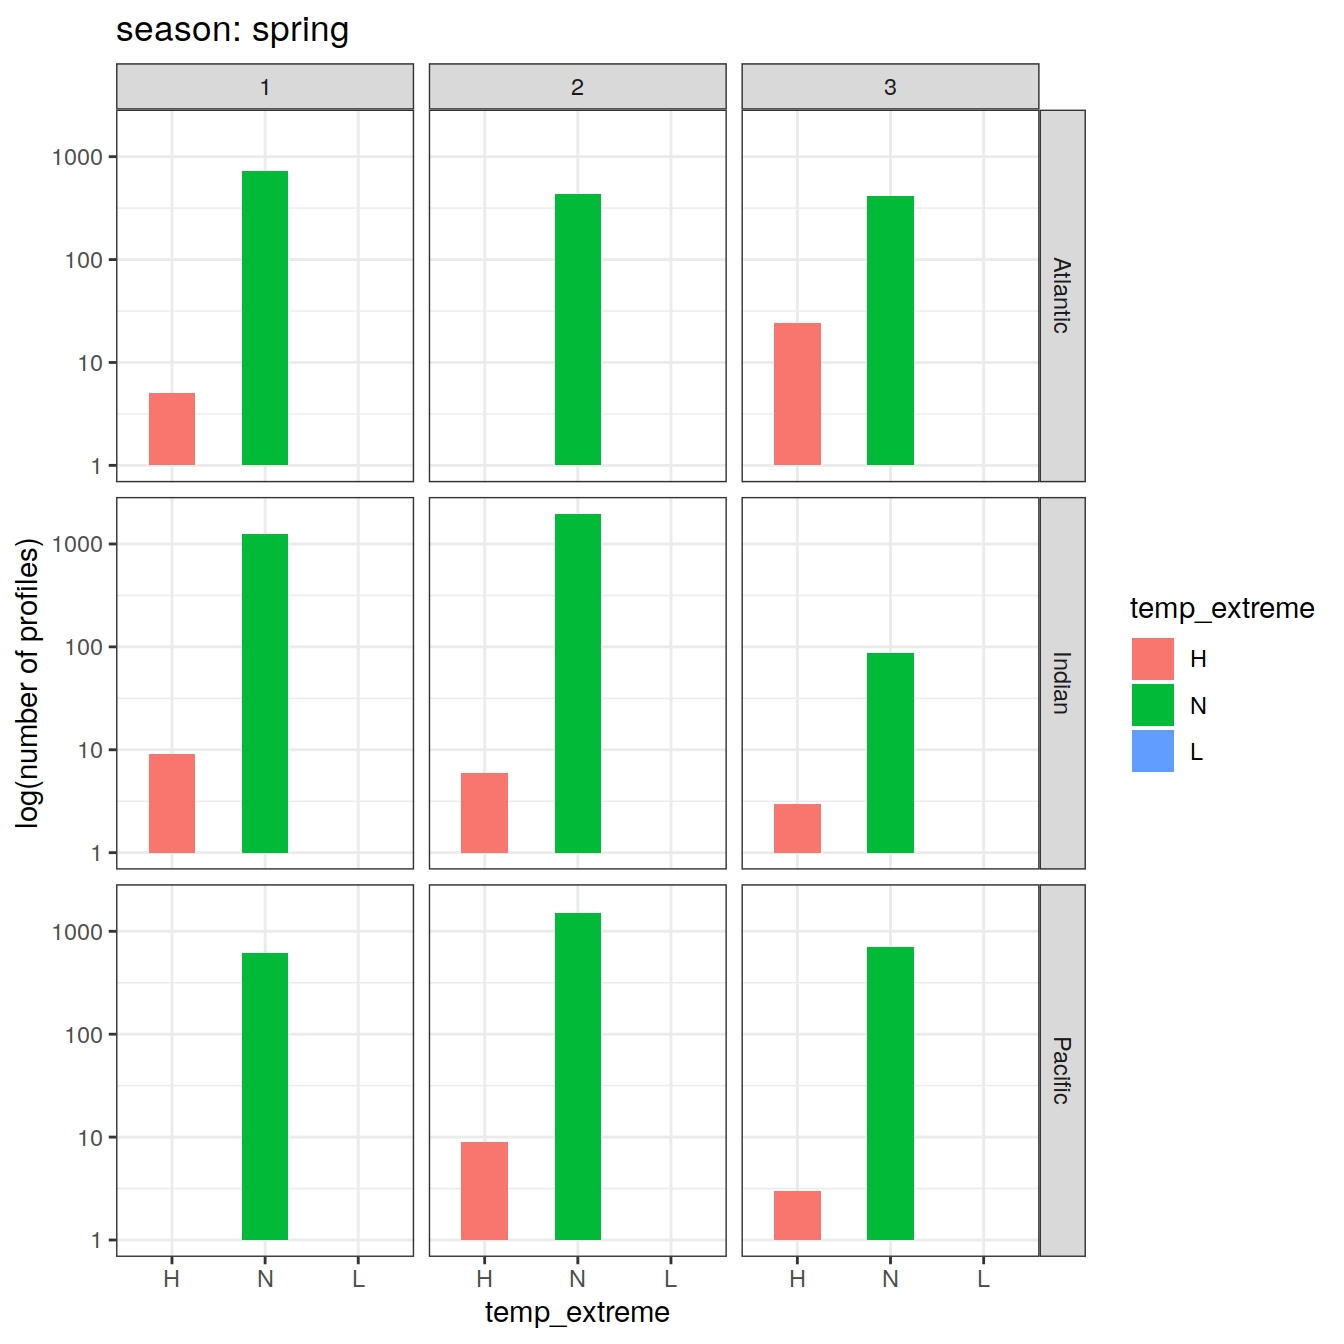 season: spring
1 2 3
1000
100
10
1
Atlantic
1000
100
10
1
Indian
1000
100
10
1
Pacific
log(number of profiles)
H N L H N L H N L
temp_extreme
temp_extreme
H
N
L